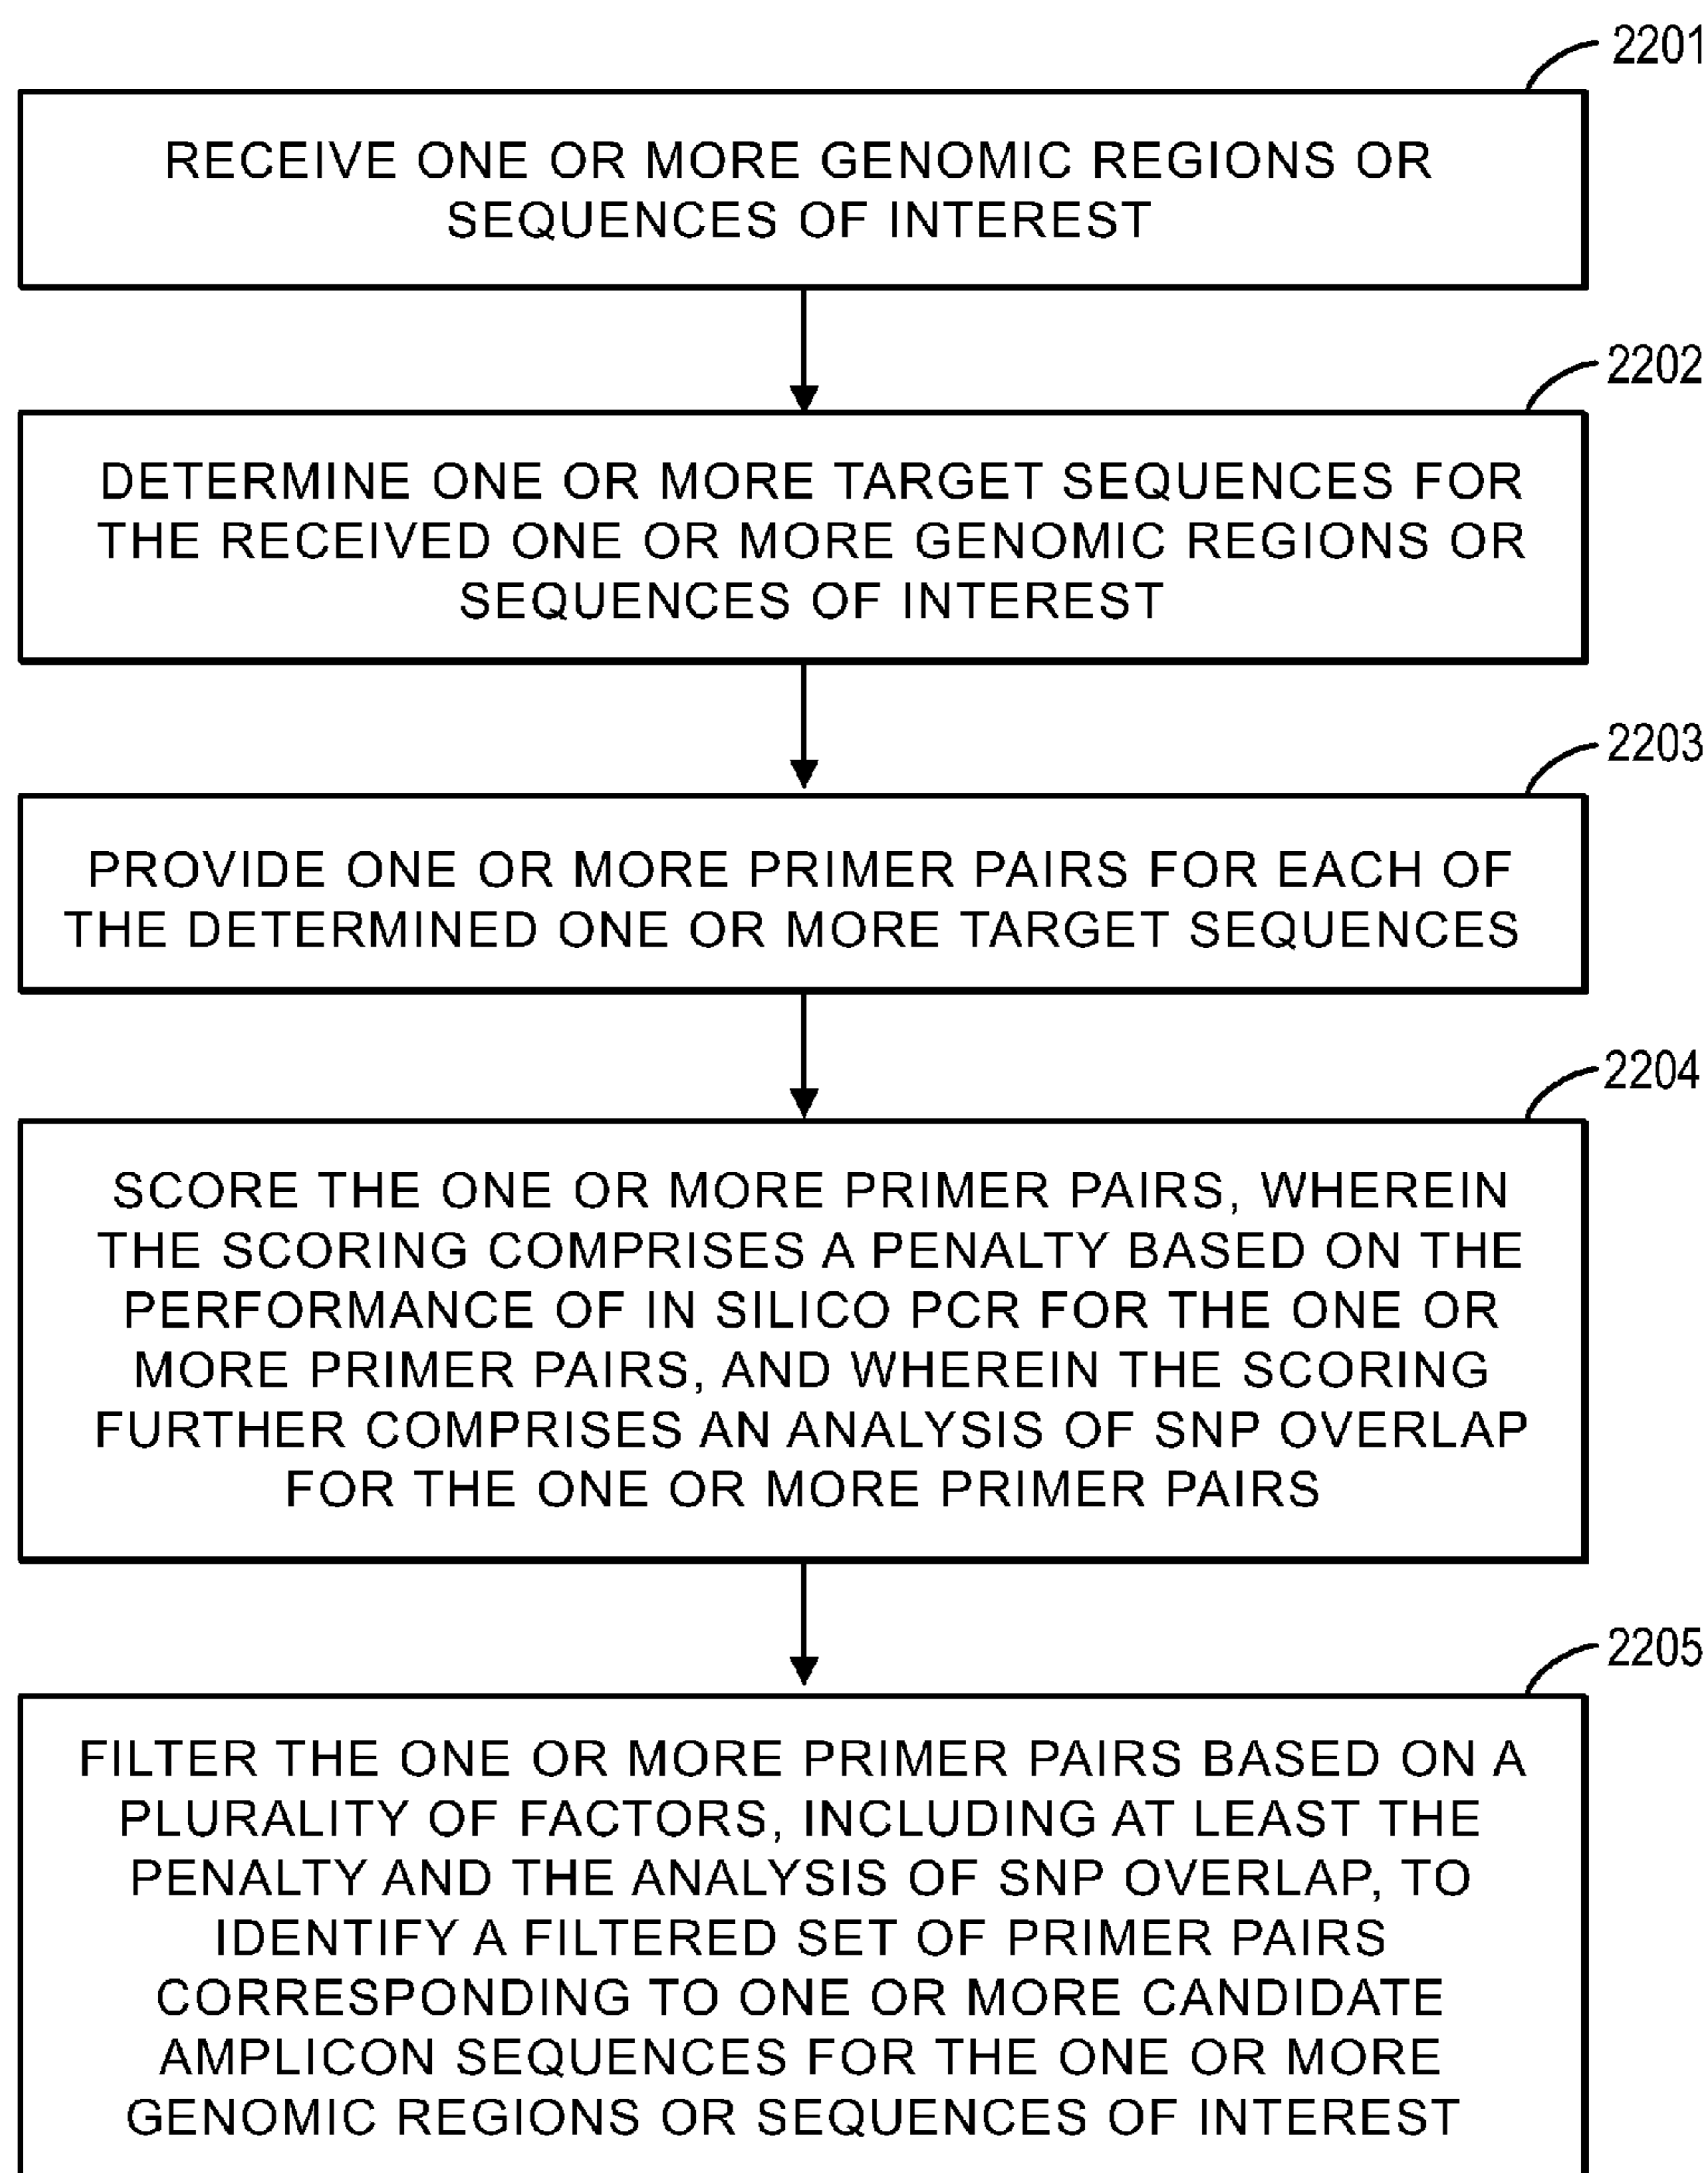 2201
RECEIVE ONE OR MORE GENOMIC REGIONS OR
SEQUENCES OF INTEREST
2202
DETERMINE ONE OR MORE TARGET SEQUENCES FOR
THE RECEIVED ONE OR MORE GENOMIC REGIONS OR
SEQUENCES OF INTEREST
2203
PROVIDE ONE OR MORE PRIMER PAIRS FOR EACH OF
THE DETERMINED ONE OR MORE TARGET SEQUENCES
2204
SCORE THE ONE OR MORE PRIMER PAIRS, WHEREIN
THE SCORING COMPRISES A PENALTY BASED ON THE
PERFORMANCE OF IN SILICO PCR FOR THE ONE OR
MORE PRIMER PAIRS, AND WHEREIN THE SCORING
FURTHER COMPRISES AN ANALYSIS OF SNP OVERLAP
FOR THE ONE OR MORE PRIMER PAIRS
2205
FILTER THE ONE OR MORE PRIMER PAIRS BASED ON A
PLURALITY OF FACTORS, INCLUDING AT LEAST THE
PENALTY AND THE ANALYSIS OF SNP OVERLAP, TO
IDENTIFY A FILTERED SET OF PRIMER PAIRS
CORRESPONDING TO ONE OR MORE CANDIDATE
AMPLICON SEQUENCES FOR THE ONE OR MORE
GENOMIC REGIONS OR SEQUENCES OF INTEREST